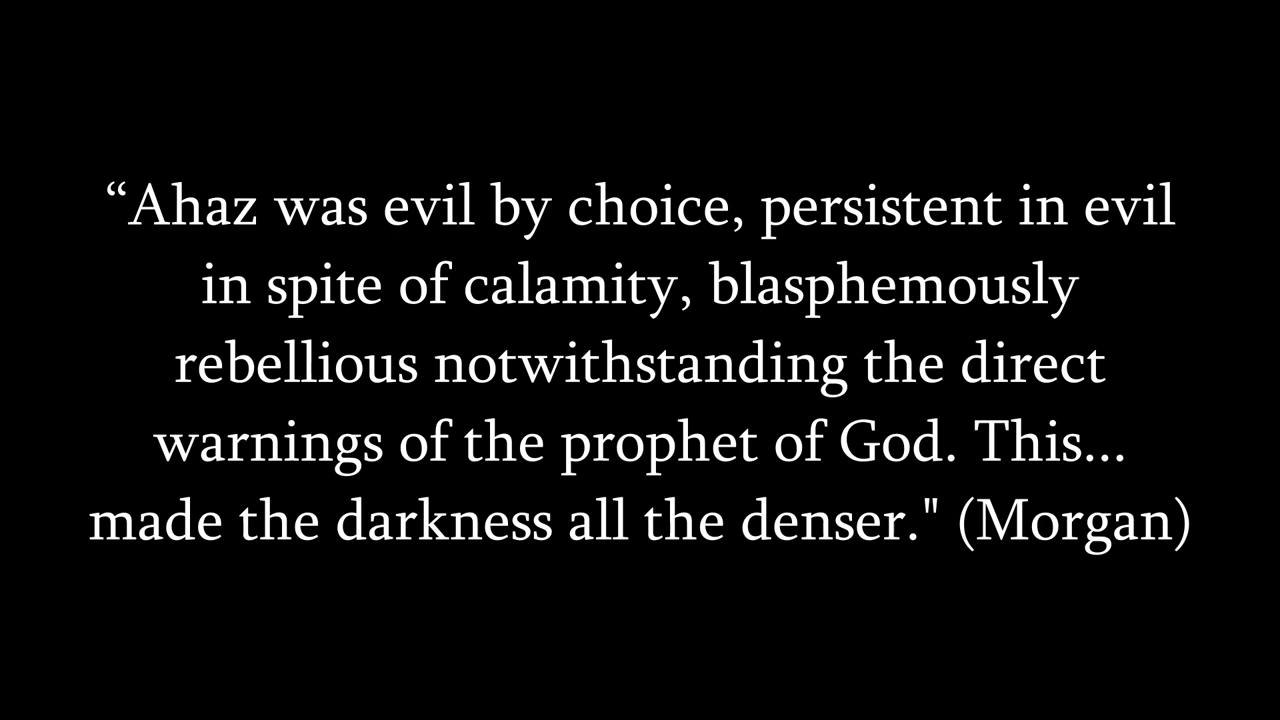 “Ahaz was evil by choice, persistent in evil
in spite of calamity, blasphemously
rebellious notwithstanding the direct
warnings of the prophet of God. This...
made the darkness all the denser." (Morgan)